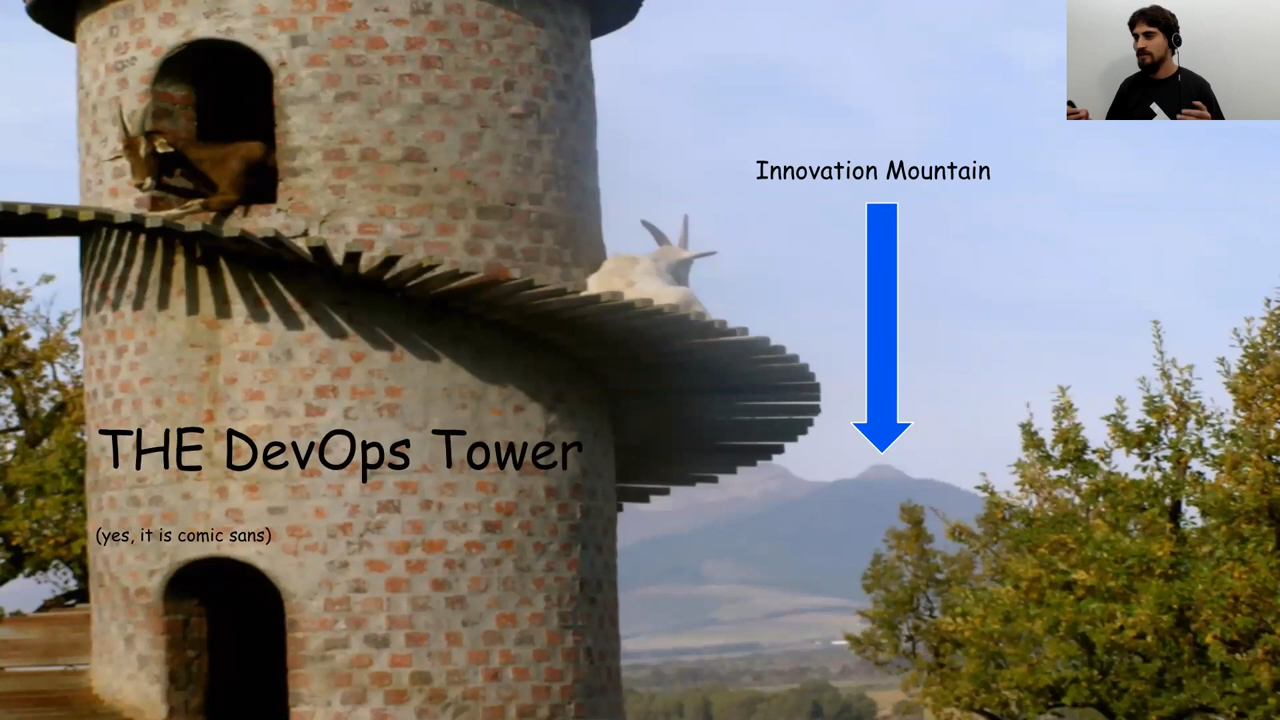 Innovation Mountain
THE DevOps Tower
(yes, it is comic sans)